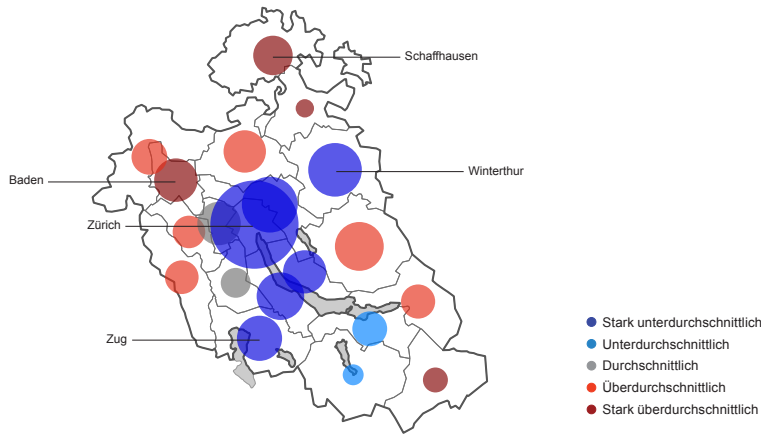 Schaffhausen
Baden
Winterthur
Zürich
Zug
Stark unterdurchschnittlich
Unterdurchschnittlich
Durchschnittlich
Überdurchschnittlich
Stark überdurchschnittlich